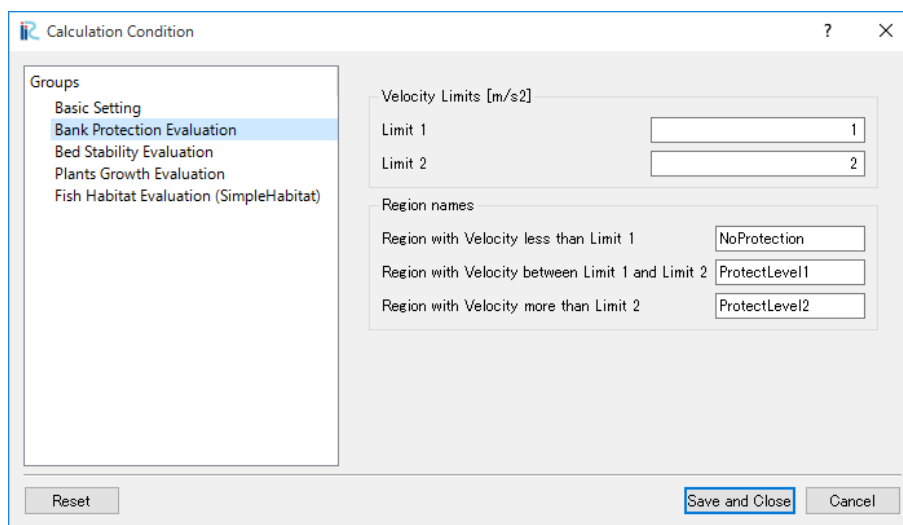 iRIC Calculation Condition
Groups
Basic Setting
Bank Protection Evaluation
Bed Stability Evaluation
Plants Growth Evaluation
Fish Habitat Evaluation (SimpleHabitat)
Velocity Limits [m/s2]
Limit 1 1
Limit 2 2
Region names
Region with Velocity less than Limit 1 NoProtection
Region with Velocity between Limit 1 and Limit 2 ProtectLevel1
Region with Velocity more than Limit 2 ProtectLevel2
Reset Save and Close Cancel